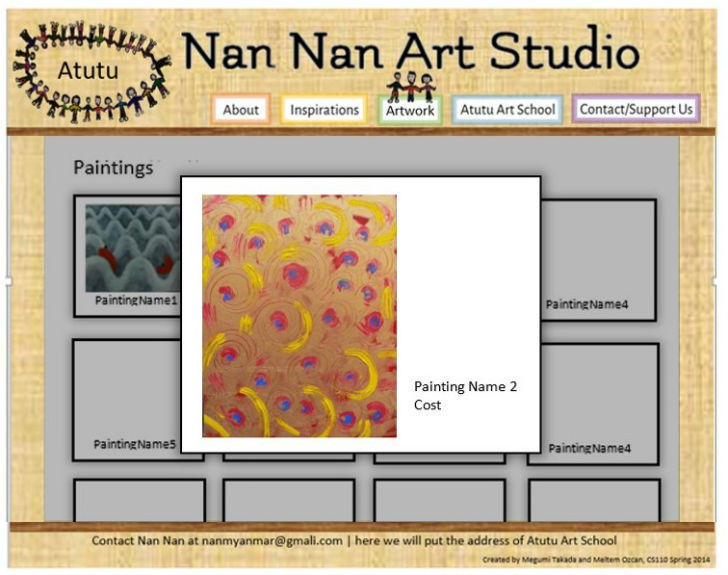 Atutu
Nan Nan Art Studio
About
Inspirations
Artwork
Atutu Art School
Contact/Support Us
Paintings
PaintingName1
PaintingName4
Painting Name 2
Cost
PaintingName5
PaintingName4
Contact Nan Nan at nanmyanmar@gmali.com | here we will put the address of Atutu Art School
Created by Megumi Takada and Meltem Ozcan, CS110 Spring 2014